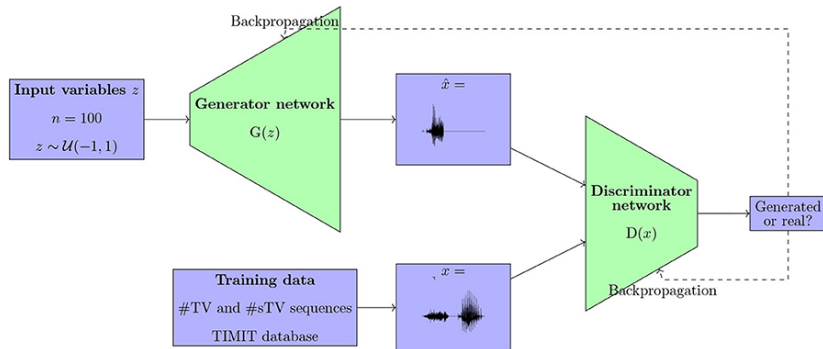 Backpropagation
Input variables z
n = 100
z ∼ 𝒰(−1, 1)
Generator network
G(z)
x̂ =
Discriminator
network
D(x)
Generated
or real?
Training data
#TV and #sTV sequences
TIMIT database
, x =
Backpropagation